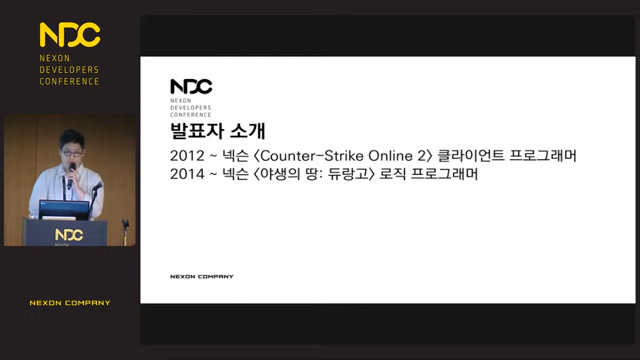 NDC
NEXON
DEVELOPERS
CONFERENCE
NDC
NEXON COMPANY
NDC
NEXON
DEVELOPERS
CONFERENCE
발표자 소개
2012 ~ 넥슨 〈Counter-Strike Online 2〉 클라이언트 프로그래머
2014 ~ 넥슨 〈야생의 땅: 듀랑고〉 로직 프로그래머
NEXON COMPANY